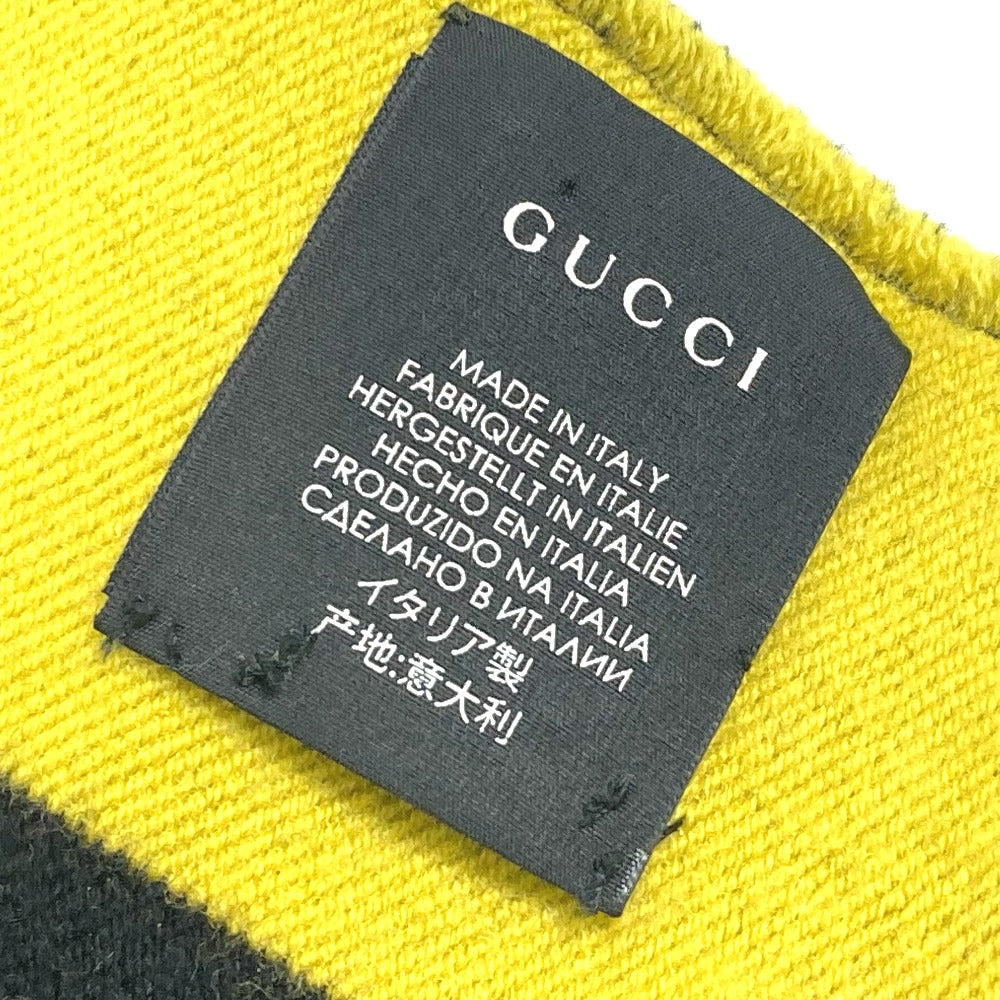 GUCCI
MADE IN ITALY
FABRIQUE EN ITALIE
HERGESTELLT IN ITALIEN
HECHO EN ITALIA
PRODUZIDO NA ITALIA
СДЕЛАНО В ИТАЛИИ
イタリア製
产地:意大利